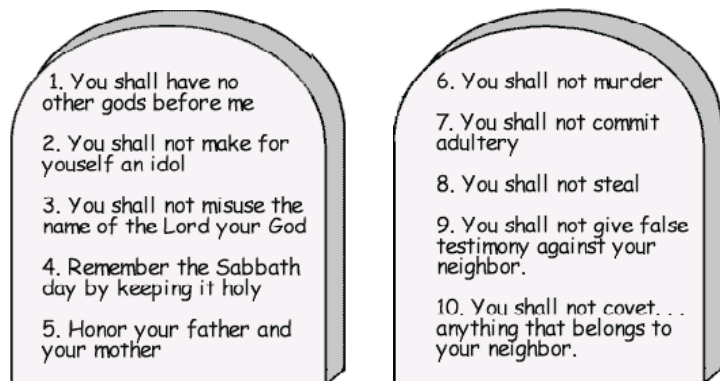 1. You shall have no
other gods before me
2. You shall not make for
youself an idol
3. You shall not misuse the
name of the Lord your God
4. Remember the Sabbath
day by keeping it holy
5. Honor your father and
your mother
6. You shall not murder
7. You shall not commit
adultery
8. You shall not steal
9. You shall not give false
testimony against your
neighbor.
10. You shall not covet. . .
anything that belongs to
your neighbor.